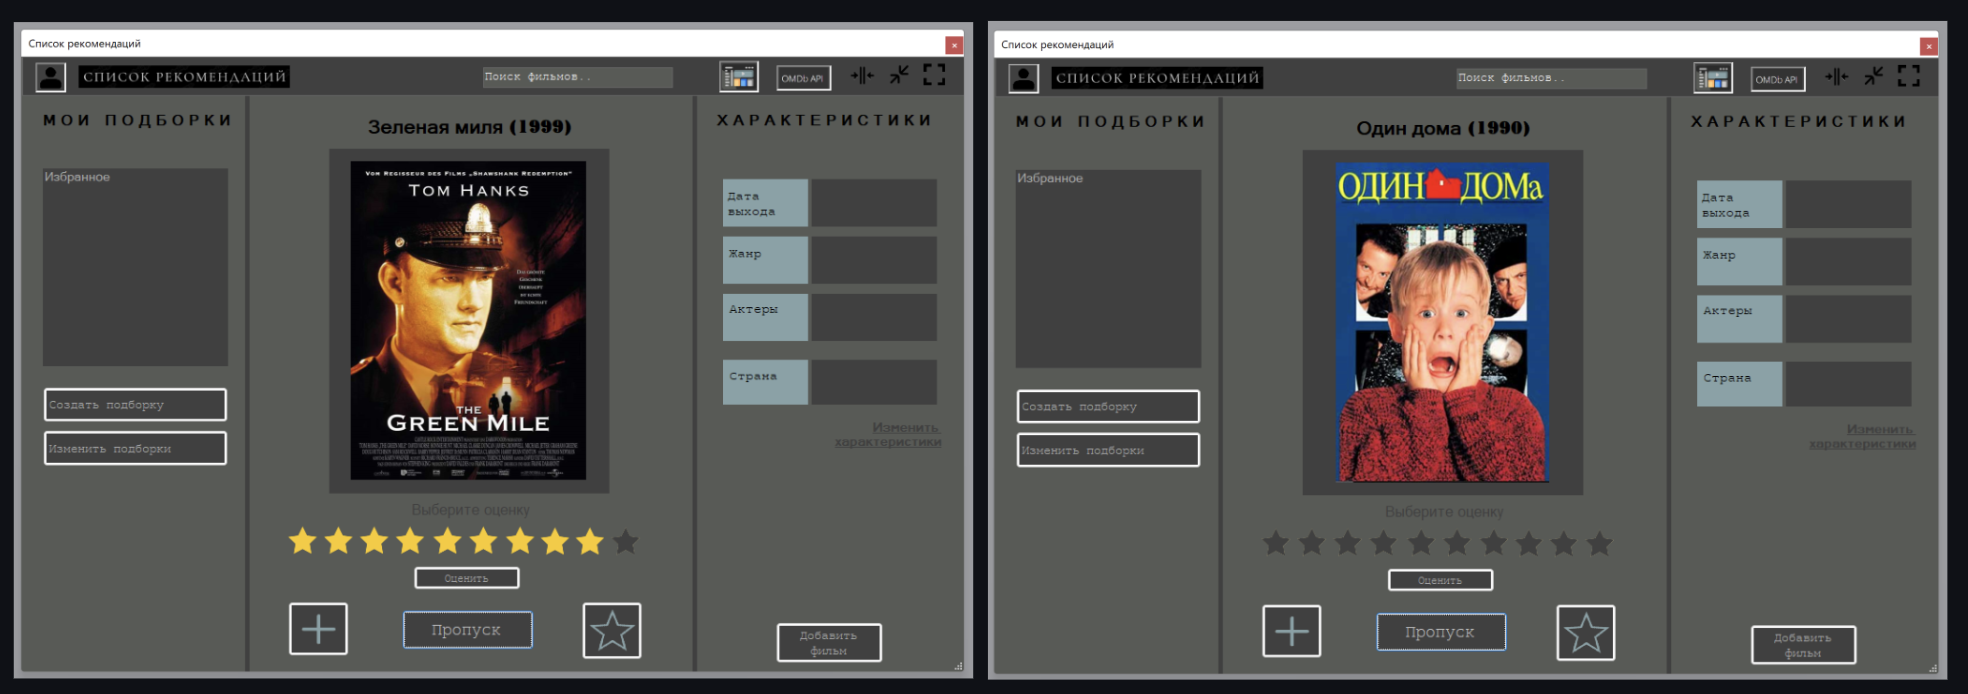 Список рекомендаций
СПИСОК РЕКОМЕНДАЦИЙ
Поиск фильмов..
OMDb API
МОИ ПОДБОРКИ
Избранное
Создать подборку
Изменить подборки
Зеленая миля (1999)
VOM REGISSEUR DES FILMS „SHAWSHANK REDEMPTION"
TOM HANKS
THE
GREEN MILE
Выберите оценку
Оценить
Пропуск
ХАРАКТЕРИСТИКИ
Дата
выхода
Жанр
Актеры
Страна
Изменить
характеристики
Добавить
фильм
Список рекомендаций
СПИСОК РЕКОМЕНДАЦИЙ
Поиск фильмов..
OMDb API
МОИ ПОДБОРКИ
Избранное
Создать подборку
Изменить подборки
Один дома (1990)
ОДИН ДОМа
Выберите оценку
Оценить
Пропуск
ХАРАКТЕРИСТИКИ
Дата
выхода
Жанр
Актеры
Страна
Изменить
характеристики
Добавить
фильм